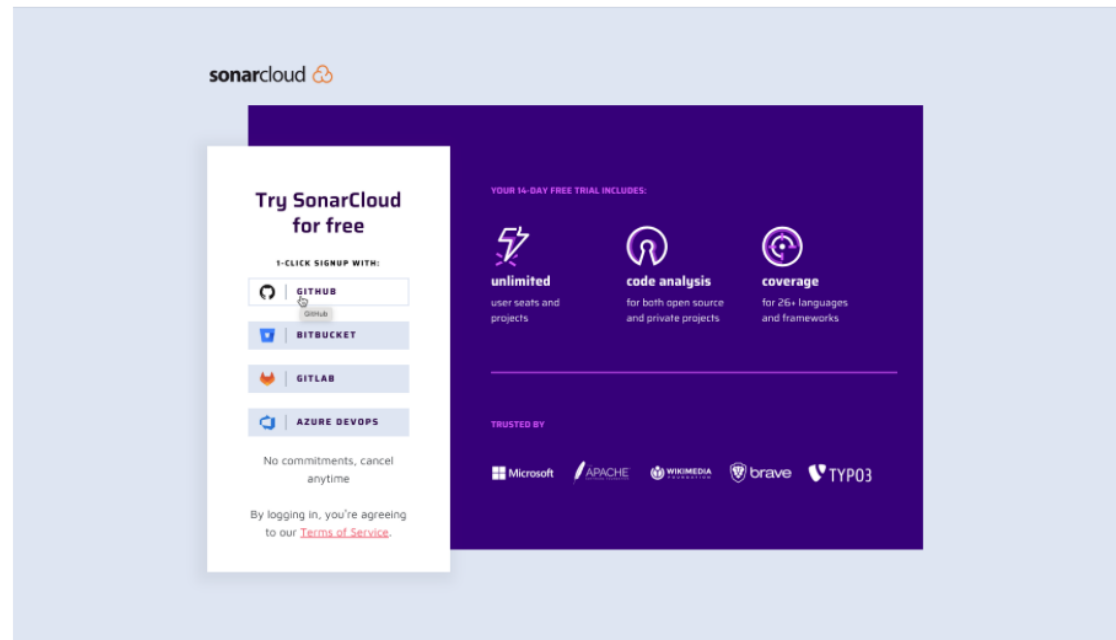 sonarcloud
Try SonarCloud
for free
1-CLICK SIGNUP WITH:
GITHUB
GitHub
BITBUCKET
GITLAB
AZURE DEVOPS
No commitments, cancel
anytime
By logging in, you're agreeing
to our Terms of Service.
YOUR 14-DAY FREE TRIAL INCLUDES:
unlimited
user seats and
projects
code analysis
for both open source
and private projects
coverage
for 26+ languages
and frameworks
TRUSTED BY
Microsoft
APACHE
WIKIMEDIA
FOUNDATION
brave
TYPO3